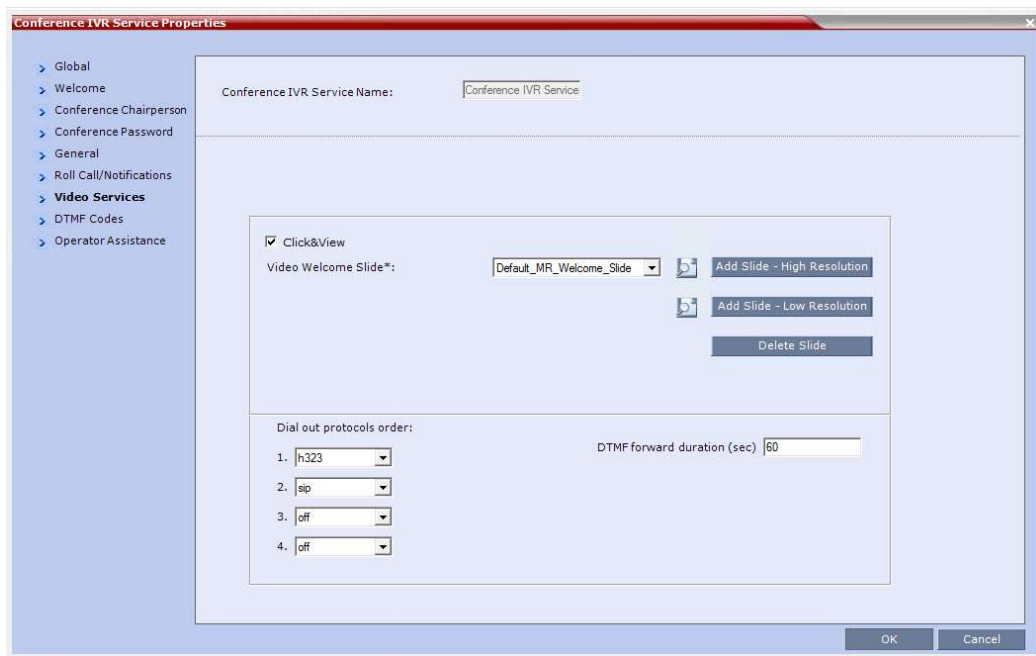 Conference IVR Service Properties
x
Global
Welcome
Conference Chairperson
Conference Password
General
Roll Call/Notifications
Video Services
DTMF Codes
Operator Assistance
Conference IVR Service Name: Conference IVR Service
Click&View
Video Welcome Slide*: Default_MR_Welcome_Slide Add Slide - High Resolution
Add Slide - Low Resolution
Delete Slide
Dial out protocols order:
DTMF forward duration (sec) 60
1. h323
2. sip
3. off
4. off
OK Cancel